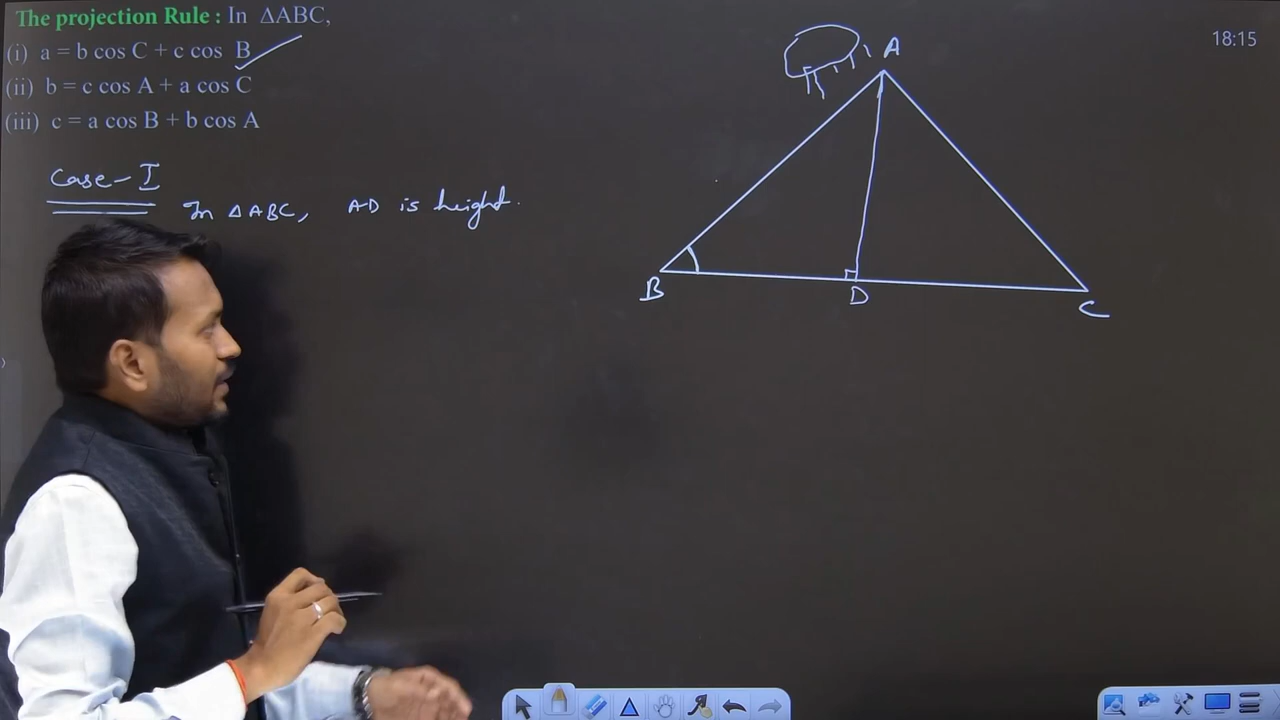 The projection Rule : In ΔABC,
(i) a = b cos C + c cos B
(ii) b = c cos A + a cos C
(iii) c = a cos B + b cos A
Case - I
In ΔABC, AD is height.
A
B
D
C
18:15